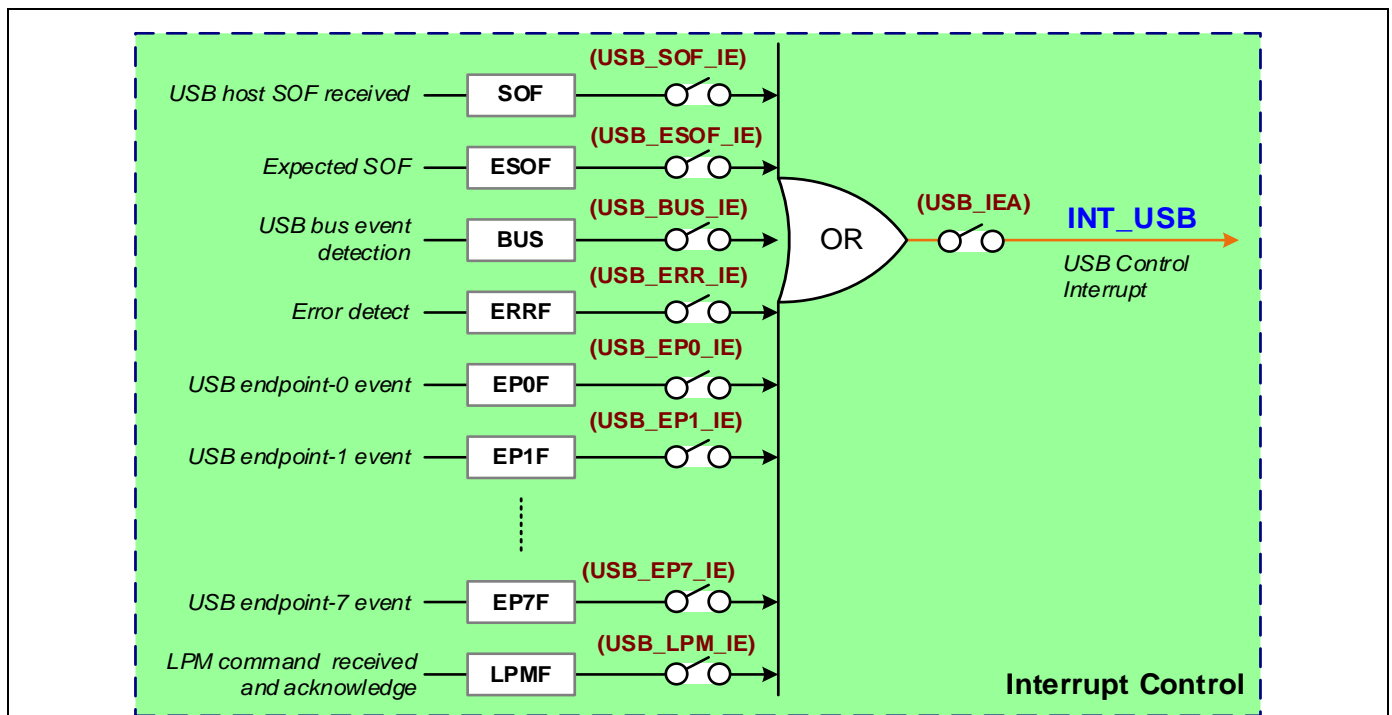 (USB_SOF_IE)
USB host SOF received
SOF
(USB_ESOF_IE)
Expected SOF
ESOF
(USB_BUS_IE)
USB bus event
detection
BUS
OR
(USB_IEA)
INT_USB
USB Control
Interrupt
(USB_ERR_IE)
Error detect
ERRF
(USB_EP0_IE)
USB endpoint-0 event
EP0F
(USB_EP1_IE)
USB endpoint-1 event
EP1F
(USB_EP7_IE)
USB endpoint-7 event
EP7F
(USB_LPM_IE)
LPM command received
and acknowledge
LPMF
Interrupt Control